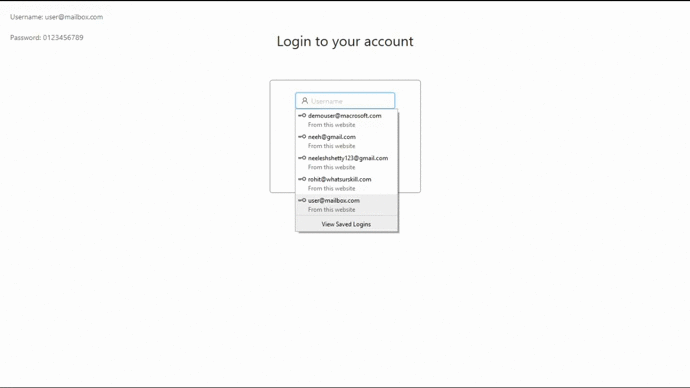 Username: user@mailbox.com
Password: 0123456789
Login to your account
Username
demouser@macrosoft.com
From this website
neeh@gmail.com
From this website
neeleshshetty123@gmail.com
From this website
rohit@whatsurskill.com
From this website
user@mailbox.com
From this website
View Saved Logins